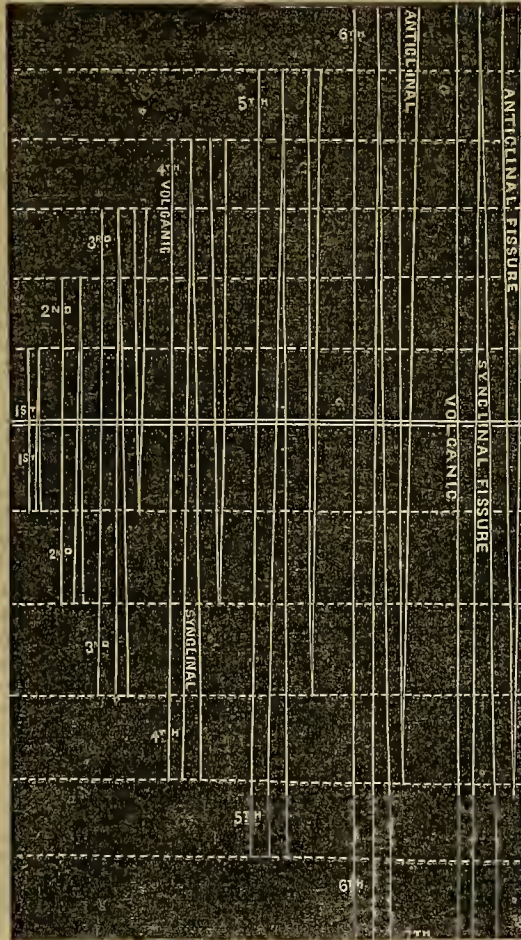 6TH
ANTICLINAL
5TH
ANTICLINAL FISSURE
4TH
VOLCANIC
3RD
2ND
1ST
1ST
SYNCLINAL FISSURE
VOLCANIC
2ND
3RD
SYNCLINAL
4TH
5TH
6TH
7TH